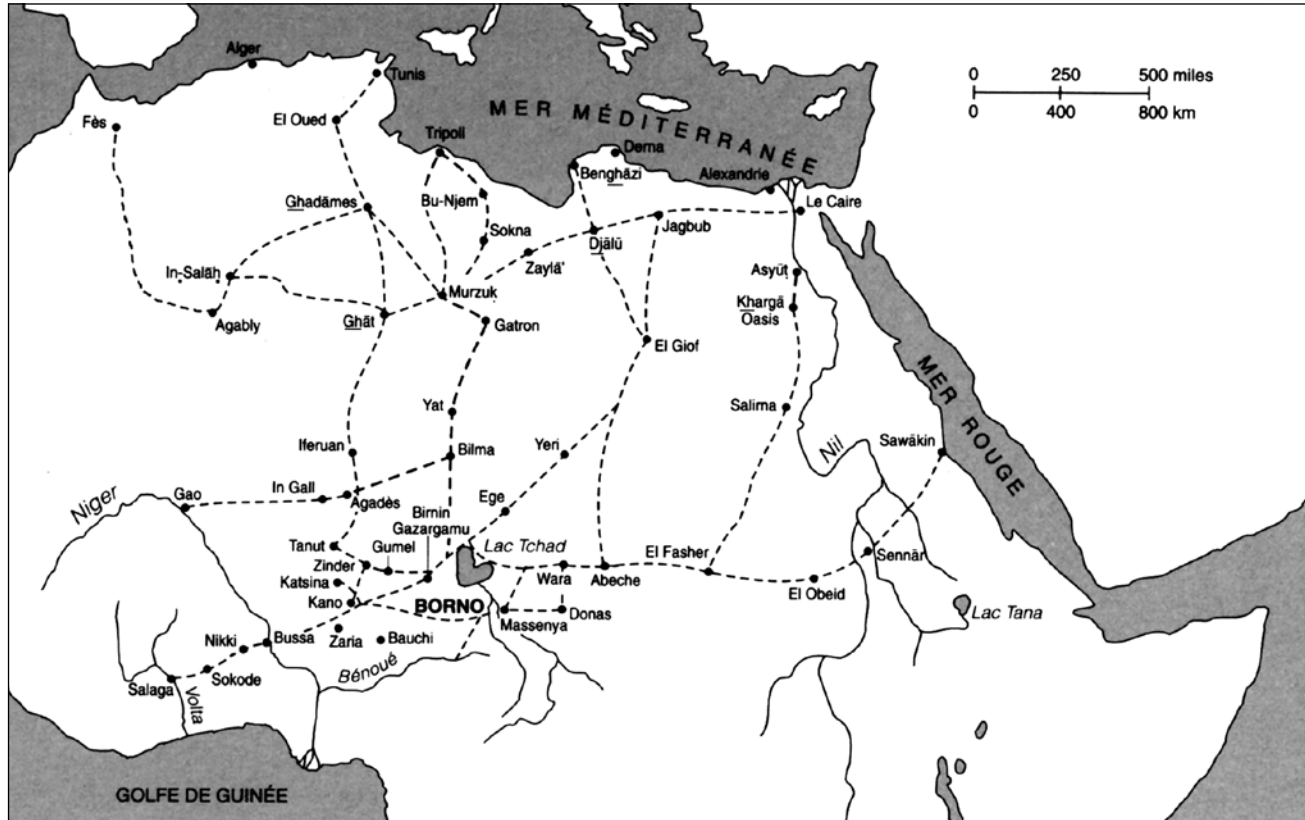 Alger
Tunis
0 250 500 miles
0 400 800 km
MER MÉDITERRANÉE
Fès
El Oued
Tripoli
Derna
Benghāzi
Alexandrie
Le Caire
Bu-Njem
Ghadāmes
Sokna
Djālū
Jagbub
Zaylā'
In-Salāḥ
Asyūṭ
Murzuk
Khargā
Oasis
Agably
Ghāt
Gatron
El Giof
MER ROUGE
Yat
Salima
Iferuan
Bilma
Yeri
Nil
Sawākin
Niger
Gao
In Gall
Agadès
Ege
Birnin
Gazargamu
Tanut
Gumel
Lac Tchad
Zinder
Wara
Abeche
El Fasher
Sennār
Katsina
El Obeid
Kano
BORNO
Massenya
Donas
Lac Tana
Nikki
Bussa
Zaria
Bauchi
Bénoué
Salaga
Sokode
Volta
GOLFE DE GUINÉE